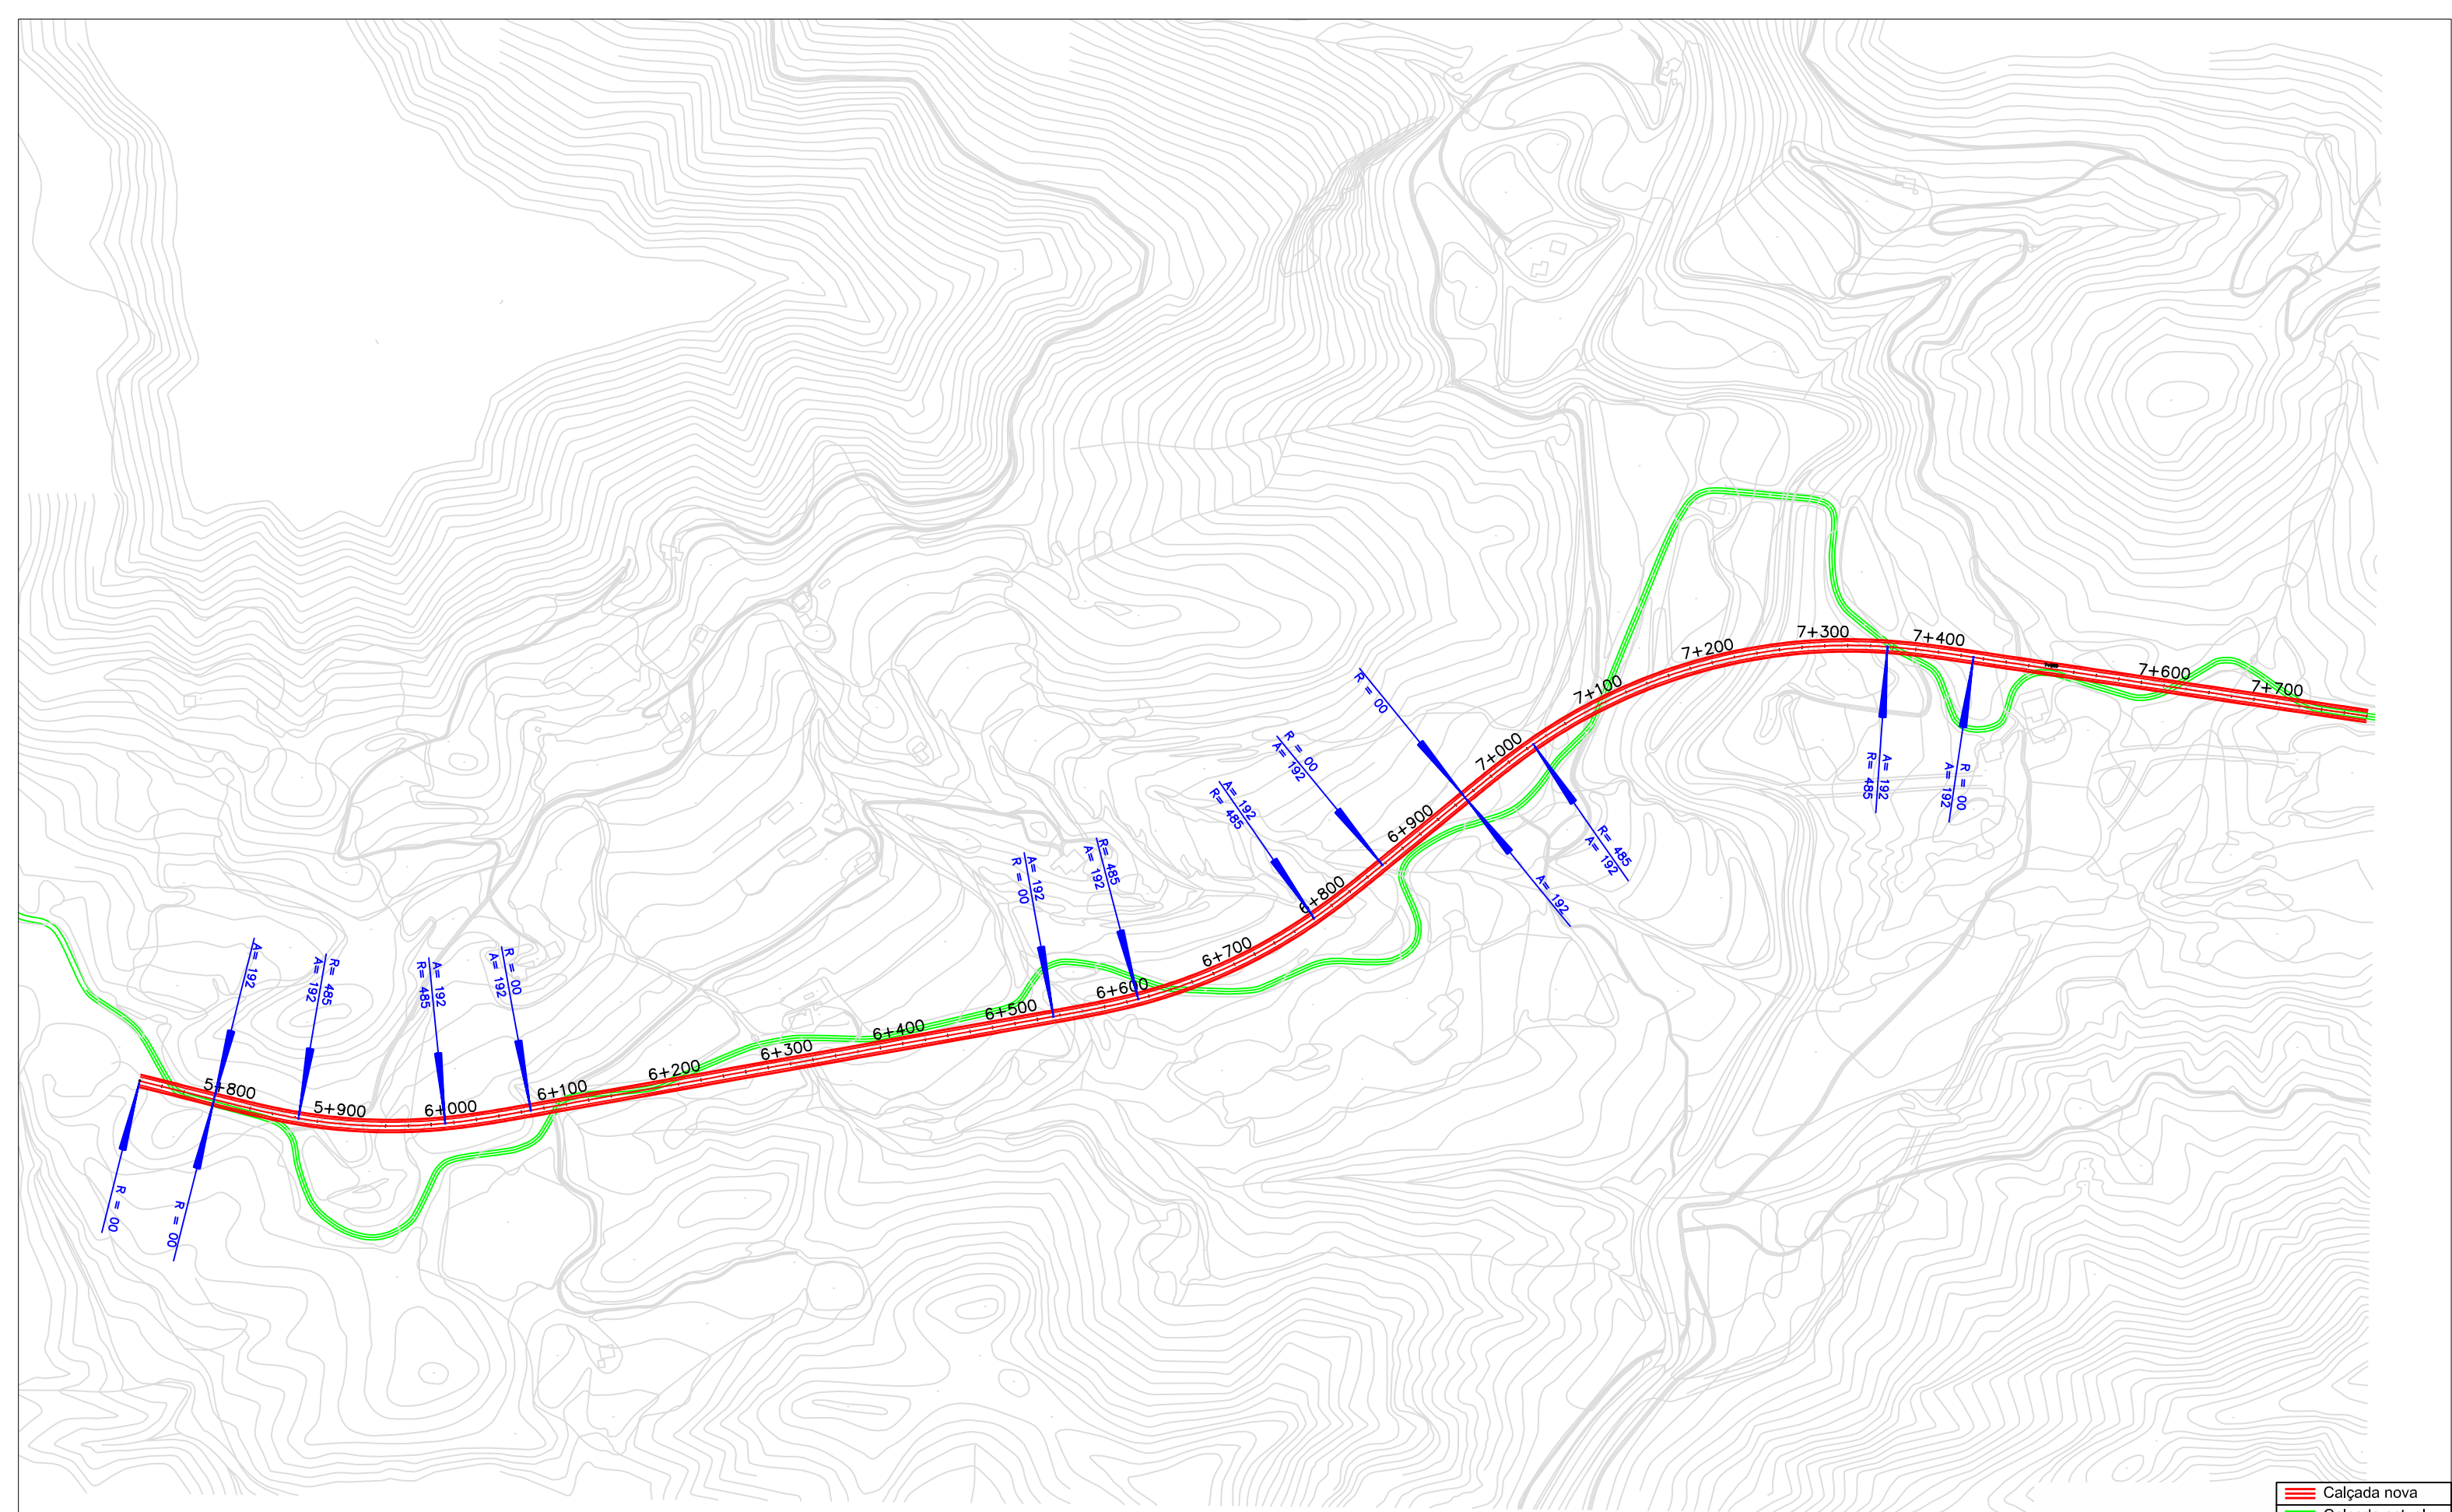 R = 00
R = 00
A= 192
5+800
R= 485
A= 192
5+900
A= 192
R= 485
6+000
R = 00
A= 192
6+100
6+200
6+300
6+400
6+500
A= 192
R = 00
R= 485
A= 192
6+600
6+700
A= 192
R= 485
6+800
R = 00
A= 192
6+900
R = 00
A= 192
7+000
R= 485
A= 192
7+100
7+200
7+300
A= 192
R= 485
7+400
R = 00
A= 192
7+600
7+700
Calçada nova